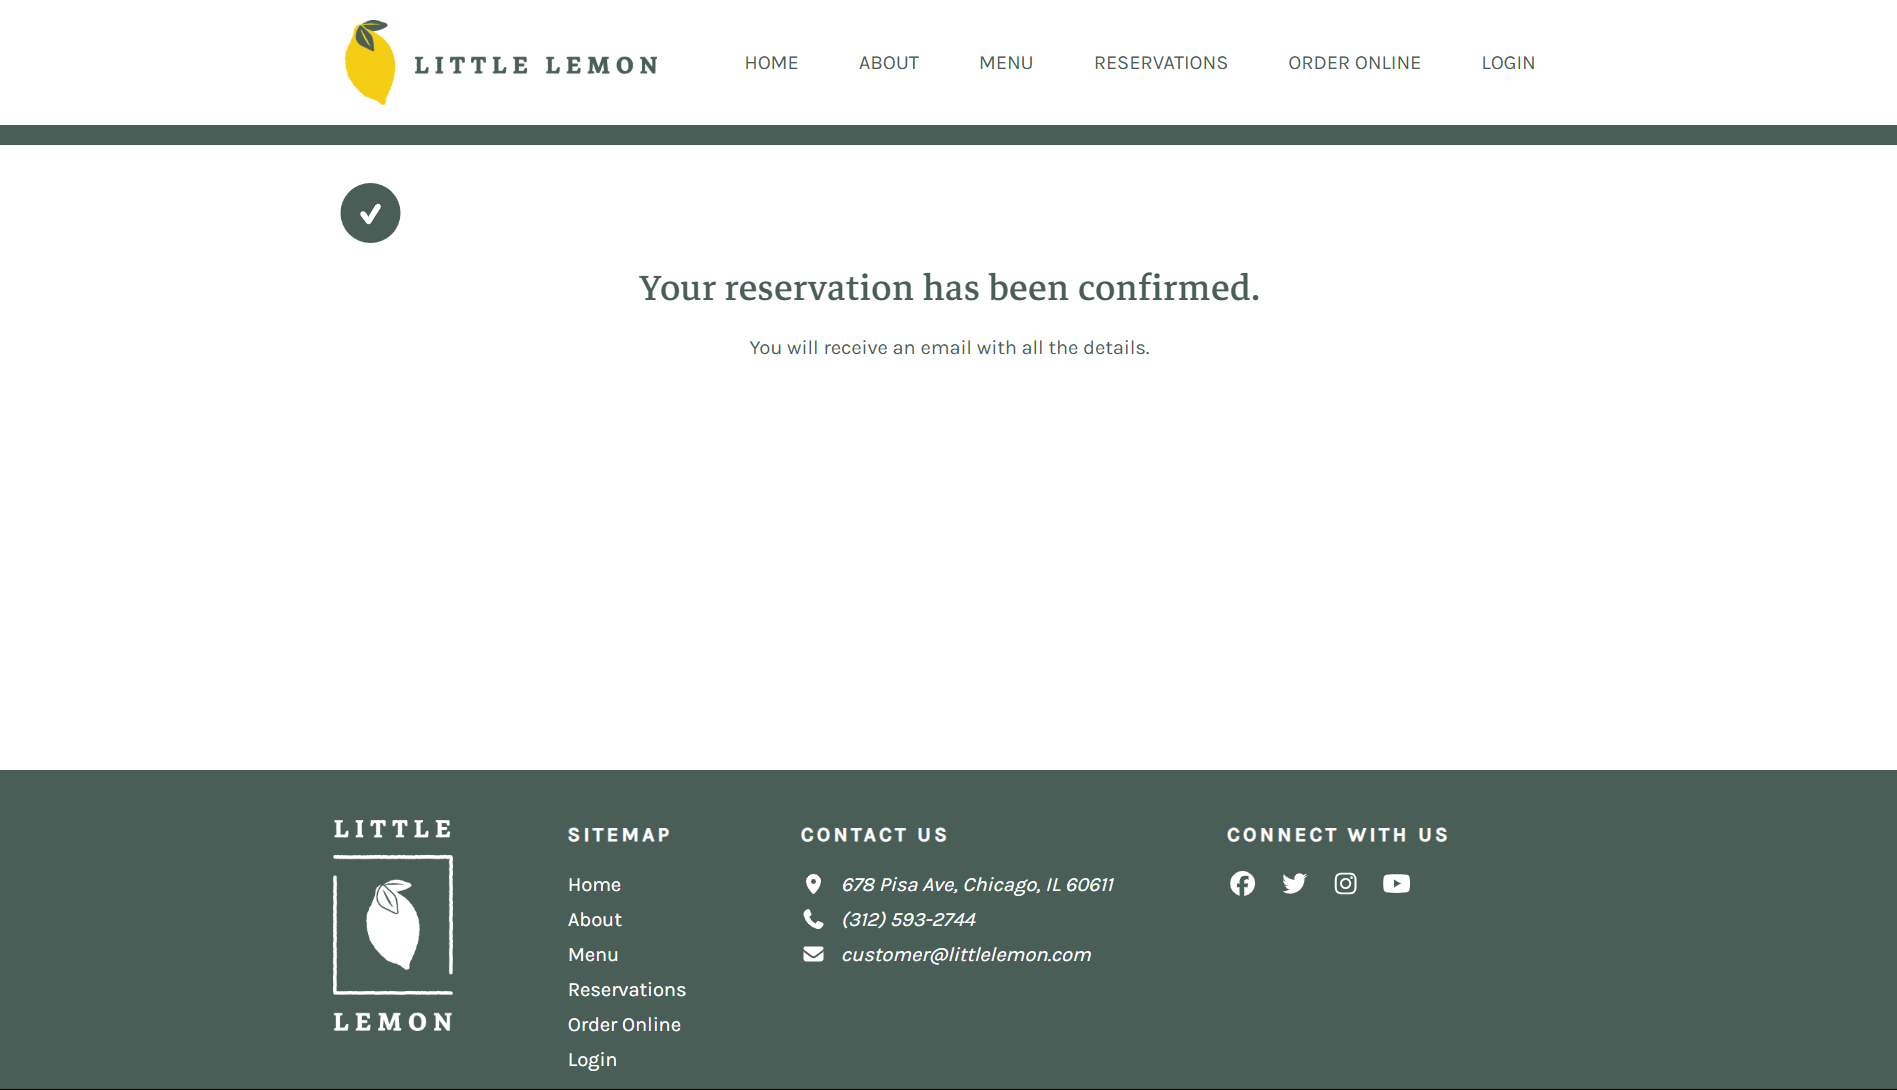 LITTLE LEMON
HOME ABOUT MENU RESERVATIONS ORDER ONLINE LOGIN
Your reservation has been confirmed.
You will receive an email with all the details.
LITTLE
LEMON
SITEMAP
Home
About
Menu
Reservations
Order Online
Login
CONTACT US
678 Pisa Ave, Chicago, IL 60611
(312) 593-2744
customer@littlelemon.com
CONNECT WITH US